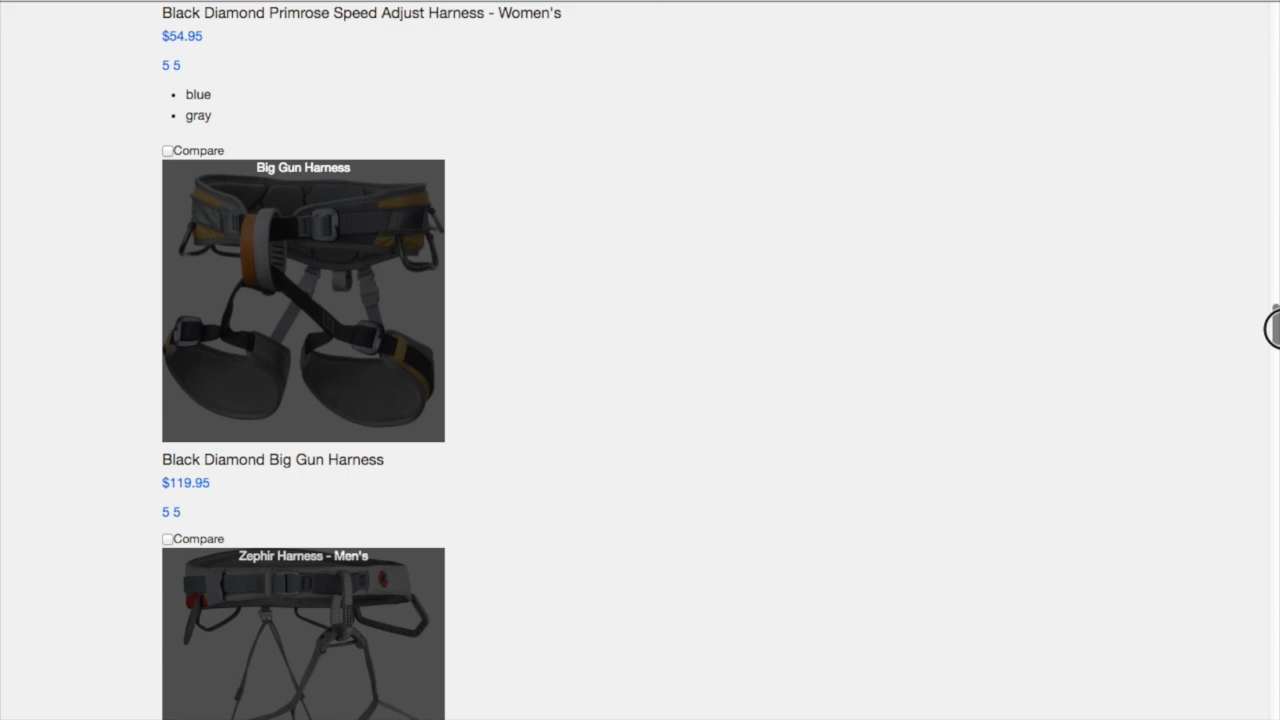 Black Diamond Primrose Speed Adjust Harness - Women's
$54.95
5 5
blue
gray
Compare
Big Gun Harness
Black Diamond Big Gun Harness
$119.95
5 5
Compare
Zephir Harness - Men's